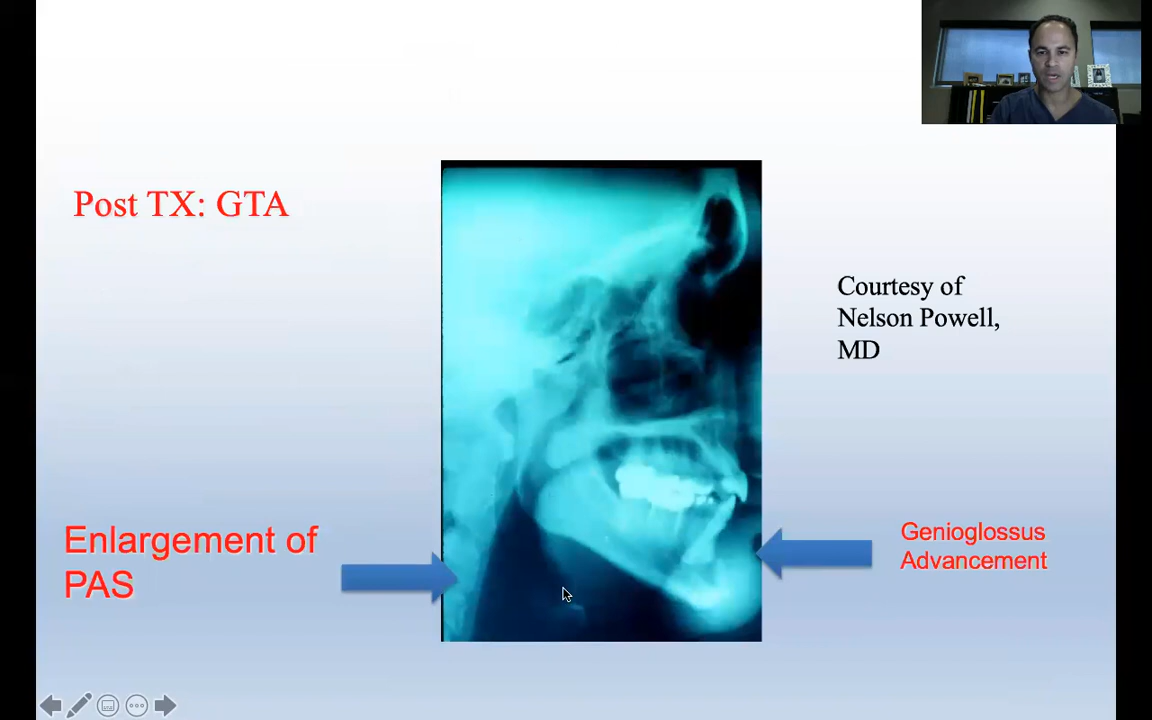 Post TX: GTA
Courtesy of
Nelson Powell,
MD
Enlargement of
PAS
Genioglossus
Advancement